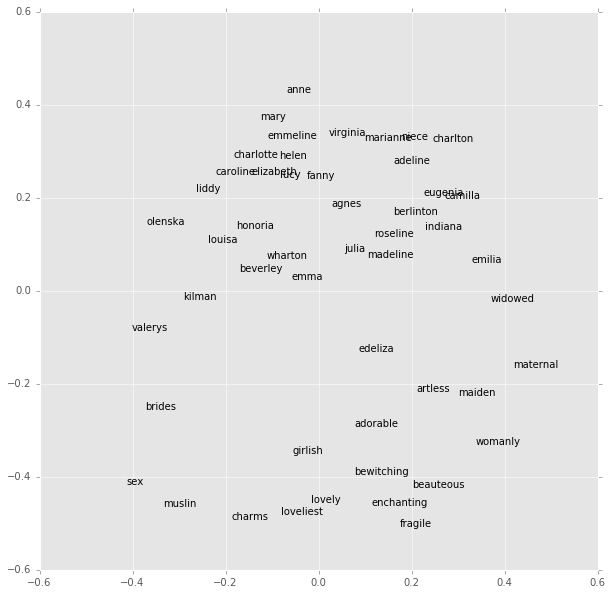 0.6
anne
0.4
mary
emmeline
virginia
marianne
niece
charlton
charlotte
helen
adeline
caroline
elizabeth
lucy
fanny
liddy
eugenia
camilla
0.2
agnes
berlinton
olenska
honoria
indiana
roseline
louisa
julia
madeline
wharton
emilia
beverley
emma
0.0
kilman
widowed
valerys
edeliza
maternal
−0.2
artless
maiden
brides
adorable
womanly
girlish
bewitching
−0.4
sex
beauteous
lovely
enchanting
muslin
loveliest
charms
fragile
−0.6
−0.6
−0.4
−0.2
0.0
0.2
0.4
0.6